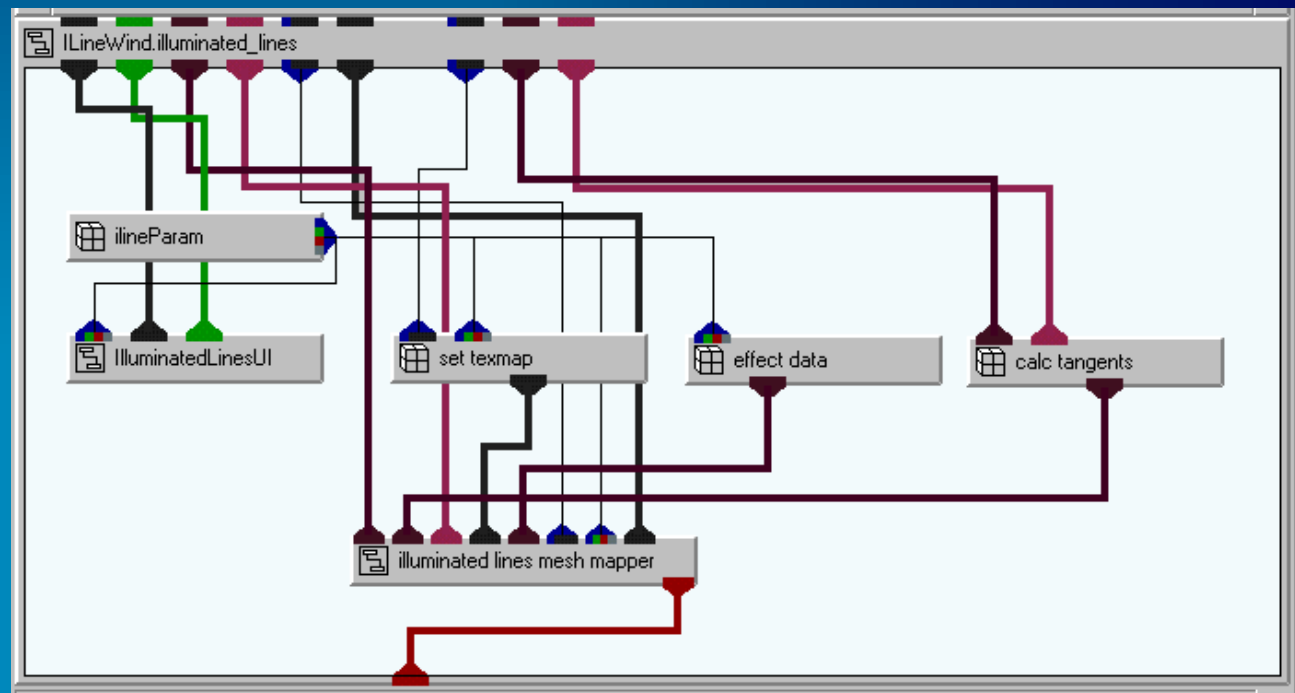 ILineWind.illuminated_lines
ilineParam
IlluminatedLinesUI
set texmap
effect data
calc tangents
illuminated lines mesh mapper